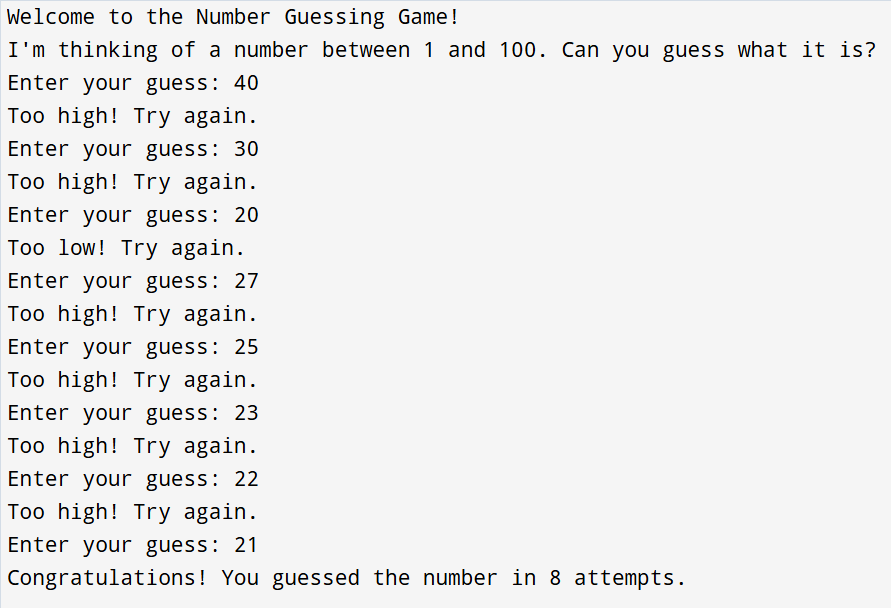 Welcome to the Number Guessing Game!
I'm thinking of a number between 1 and 100. Can you guess what it is?
Enter your guess: 40
Too high! Try again.
Enter your guess: 30
Too high! Try again.
Enter your guess: 20
Too low! Try again.
Enter your guess: 27
Too high! Try again.
Enter your guess: 25
Too high! Try again.
Enter your guess: 23
Too high! Try again.
Enter your guess: 22
Too high! Try again.
Enter your guess: 21
Congratulations! You guessed the number in 8 attempts.